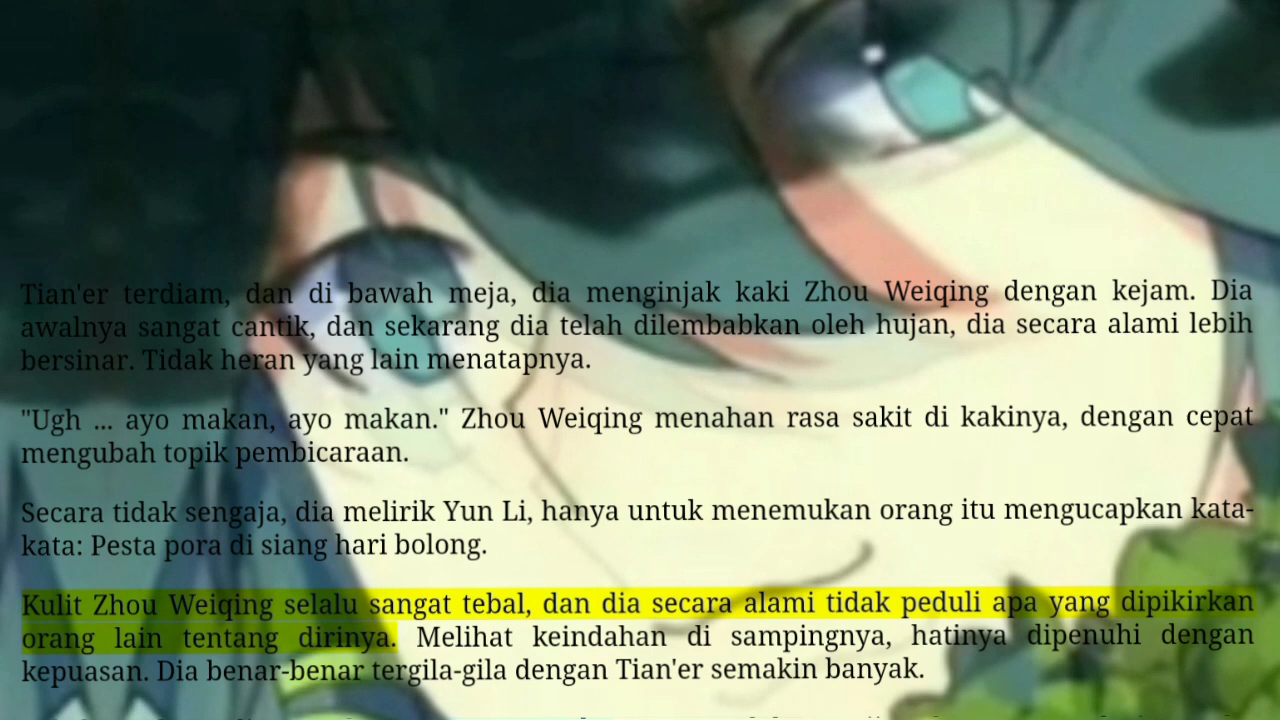 Tian'er terdiam, dan di bawah meja, dia menginjak kaki Zhou Weiqing dengan kejam. Dia
awalnya sangat cantik, dan sekarang dia telah dilembabkan oleh hujan, dia secara alami lebih
bersinar. Tidak heran yang lain menatapnya.
"Ugh ... ayo makan, ayo makan." Zhou Weiqing menahan rasa sakit di kakinya, dengan cepat
mengubah topik pembicaraan.
Secara tidak sengaja, dia melirik Yun Li, hanya untuk menemukan orang itu mengucapkan kata-
kata: Pesta pora di siang hari bolong.
Kulit Zhou Weiqing selalu sangat tebal, dan dia secara alami tidak peduli apa yang dipikirkan
orang lain tentang dirinya. Melihat keindahan di sampingnya, hatinya dipenuhi dengan
kepuasan. Dia benar-benar tergila-gila dengan Tian'er semakin banyak.